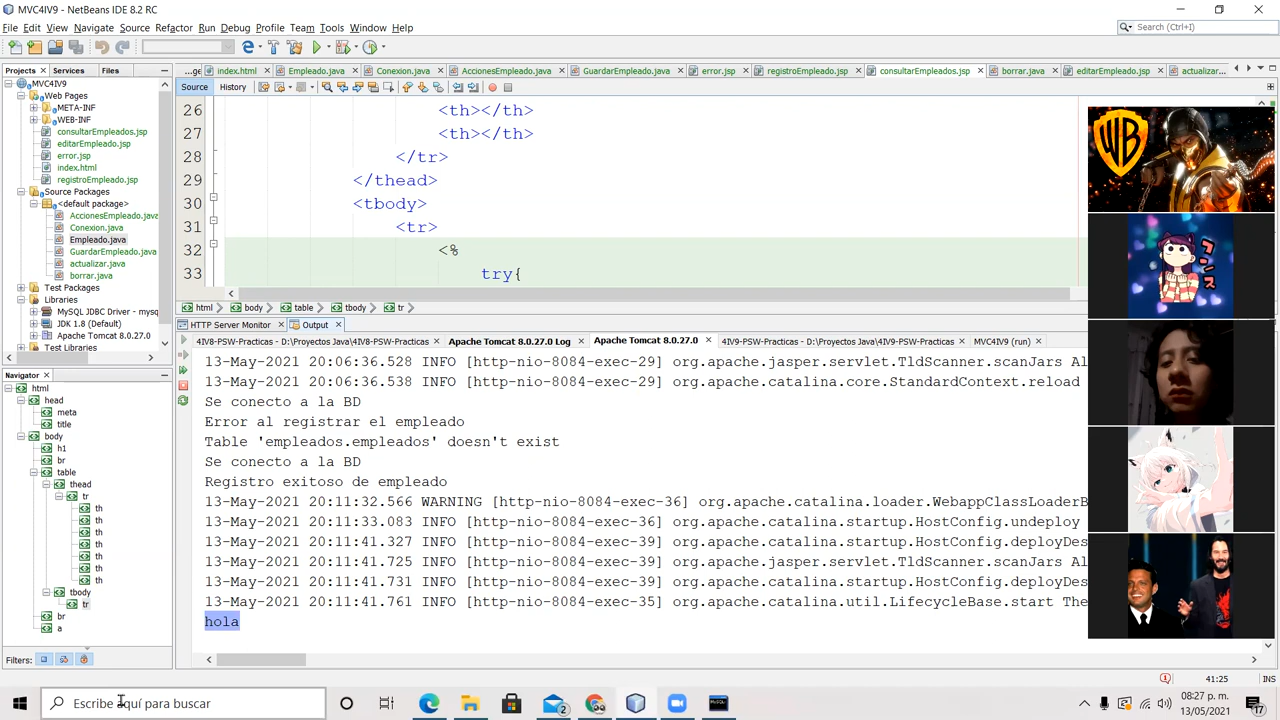 MVC4IV9 - NetBeans IDE 8.2 RC
File Edit View Navigate Source Refactor Run Debug Profile Team Tools Window Help
Search (Ctrl+I)
Projects Services Files
...ge index.html Empleado.java Conexion.java AccionesEmpleado.java GuardarEmpleado.java error.jsp registroEmpleado.jsp consultarEmpleados.jsp borrar.java editarEmpleado.jsp actualizar....
MVC4IV9
Web Pages
META-INF
WEB-INF
consultarEmpleados.jsp
editarEmpleado.jsp
error.jsp
index.html
registroEmpleado.jsp
Source Packages
<default package>
AccionesEmpleado.java
Conexion.java
Empleado.java
GuardarEmpleado.java
actualizar.java
borrar.java
Test Packages
Libraries
MySQL JDBC Driver - mysq
JDK 1.8 (Default)
Apache Tomcat 8.0.27.0
Test Libraries
Source History
26 <th></th>
27 <th></th>
28 </tr>
29 </thead>
30 <tbody>
31 <tr>
32 <%
33 try{
html body table tbody tr
HTTP Server Monitor Output
4IV8-PSW-Practicas - D:\Proyectos Java\4IV8-PSW-Practicas Apache Tomcat 8.0.27.0 Log Apache Tomcat 8.0.27.0 4IV9-PSW-Practicas - D:\Proyectos Java\4IV9-PSW-Practicas MVC4IV9 (run)
13-May-2021 20:06:36.528 INFO [http-nio-8084-exec-29] org.apache.jasper.servlet.TldScanner.scanJars Al
13-May-2021 20:06:36.538 INFO [http-nio-8084-exec-29] org.apache.catalina.core.StandardContext.reload
Se conecto a la BD
Error al registrar el empleado
Table 'empleados.empleados' doesn't exist
Se conecto a la BD
Registro exitoso de empleado
13-May-2021 20:11:32.566 WARNING [http-nio-8084-exec-36] org.apache.catalina.loader.WebappClassLoaderB
13-May-2021 20:11:33.083 INFO [http-nio-8084-exec-36] org.apache.catalina.startup.HostConfig.undeploy
13-May-2021 20:11:41.327 INFO [http-nio-8084-exec-39] org.apache.catalina.startup.HostConfig.deployDes
13-May-2021 20:11:41.725 INFO [http-nio-8084-exec-39] org.apache.jasper.servlet.TldScanner.scanJars Al
13-May-2021 20:11:41.731 INFO [http-nio-8084-exec-39] org.apache.catalina.startup.HostConfig.deployDes
13-May-2021 20:11:41.761 INFO [http-nio-8084-exec-35] org.apache.catalina.util.LifecycleBase.start The
hola
Navigator
html
head
meta
title
body
h1
br
table
thead
tr
th
th
th
th
th
th
th
tbody
tr
br
a
Filters:
41:25 INS
WB
Escribe aquí para buscar
2
08:27 p. m.
13/05/2021
17